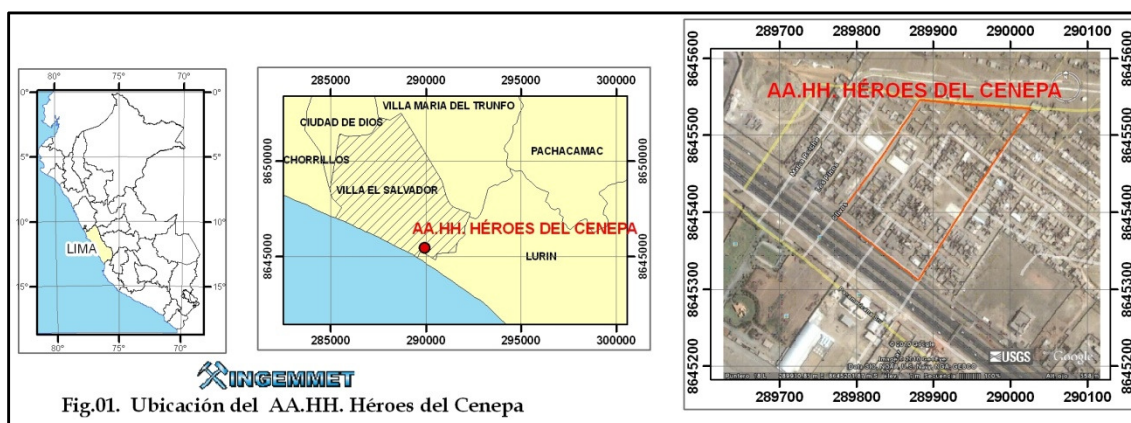 80° 75° 70°
0° 0°
5° 5°
10° 10°
15° 15°
LIMA
80° 75° 70°
285000 290000 295000 300000
VILLA MARIA DEL TRUNFO
CIUDAD DE DIOS
CHORRILLOS
PACHACAMAC
VILLA EL SALVADOR
AA.HH. HÉROES DEL CENEPA
LURIN
8650000 8650000
8645000 8645000
285000 290000 295000 300000
289700 289800 289900 290000 290100
8645600 8645600
AA.HH. HÉROES DEL CENEPA
8645500 8645500
8645400 8645400
8645300 8645300
8645200 8645200
USGS
Google
289700 289800 289900 290000 290100
INGEMMET
Fig.01. Ubicación del AA.HH. Héroes del Cenepa